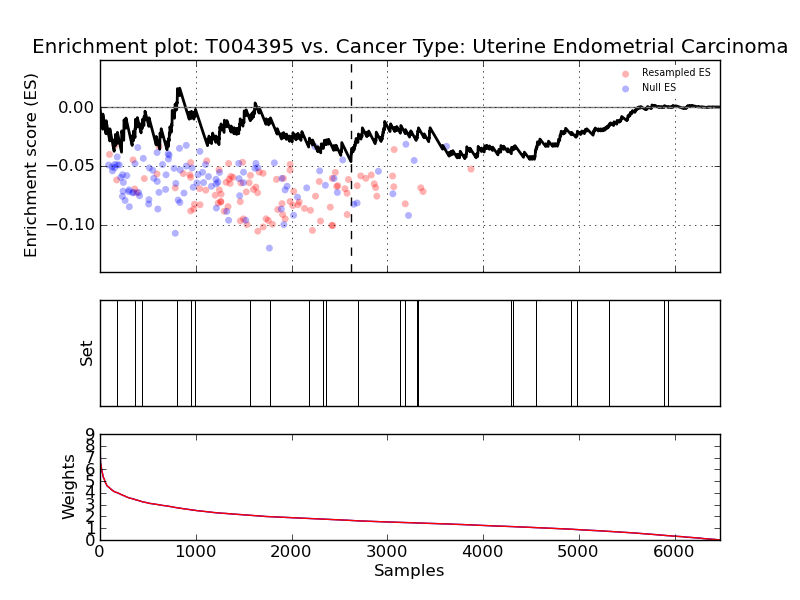 Enrichment plot: T004395 vs. Cancer Type: Uterine Endometrial Carcinoma
Enrichment score (ES)
0.00
−0.05
−0.10
Resampled ES
Null ES
Set
Weights
9
8
7
6
5
4
3
2
1
0
0 1000 2000 3000 4000 5000 6000
Samples